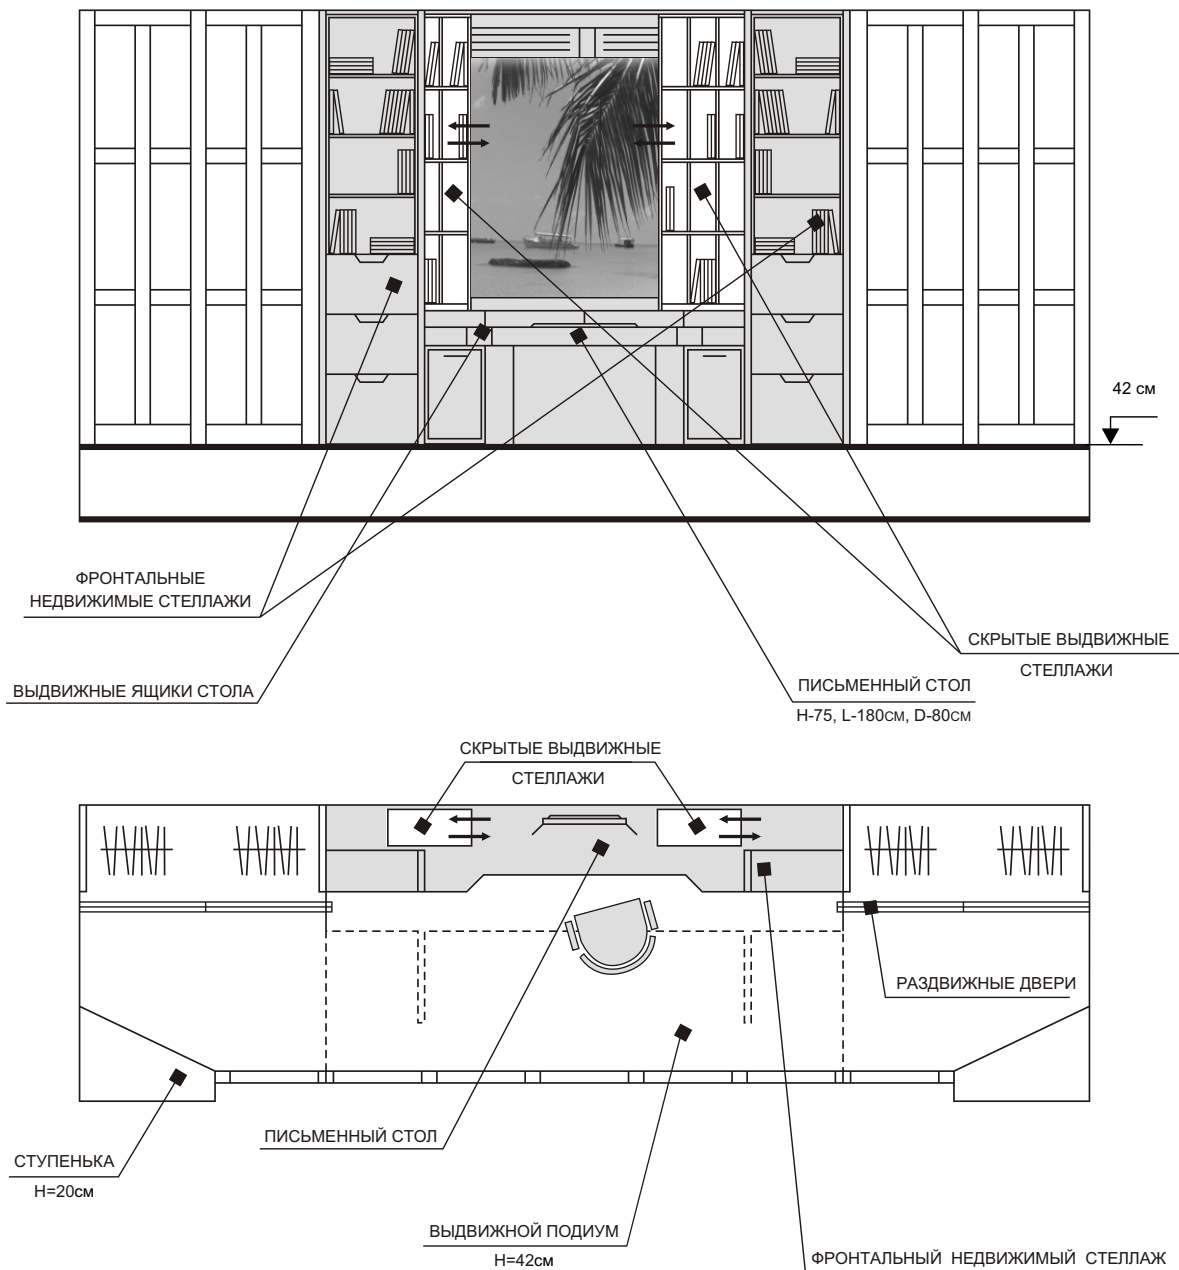 42 см
ФРОНТАЛЬНЫЕ
НЕДВИЖИМЫЕ СТЕЛЛАЖИ
СКРЫТЫЕ ВЫДВИЖНЫЕ
СТЕЛЛАЖИ
ВЫДВИЖНЫЕ ЯЩИКИ СТОЛА
ПИСЬМЕННЫЙ СТОЛ
H-75, L-180СМ, D-80СМ
СКРЫТЫЕ ВЫДВИЖНЫЕ
СТЕЛЛАЖИ
РАЗДВИЖНЫЕ ДВЕРИ
ПИСЬМЕННЫЙ СТОЛ
СТУПЕНЬКА
H=20см
ВЫДВИЖНОЙ ПОДИУМ
H=42см
ФРОНТАЛЬНЫЙ НЕДВИЖИМЫЙ СТЕЛЛАЖ